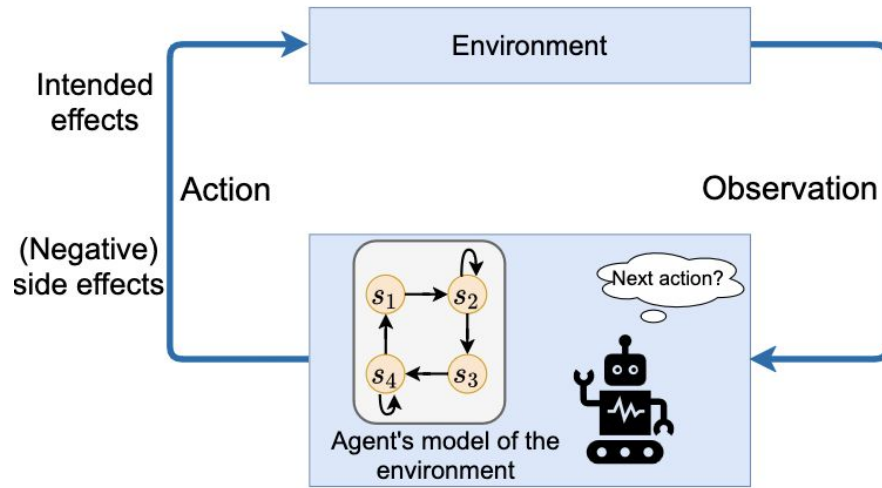 Environment
Intended
effects
Action
Observation
(Negative)
side effects
Next action?
s₁
s₂
s₄
s₃
Agent's model of the
environment